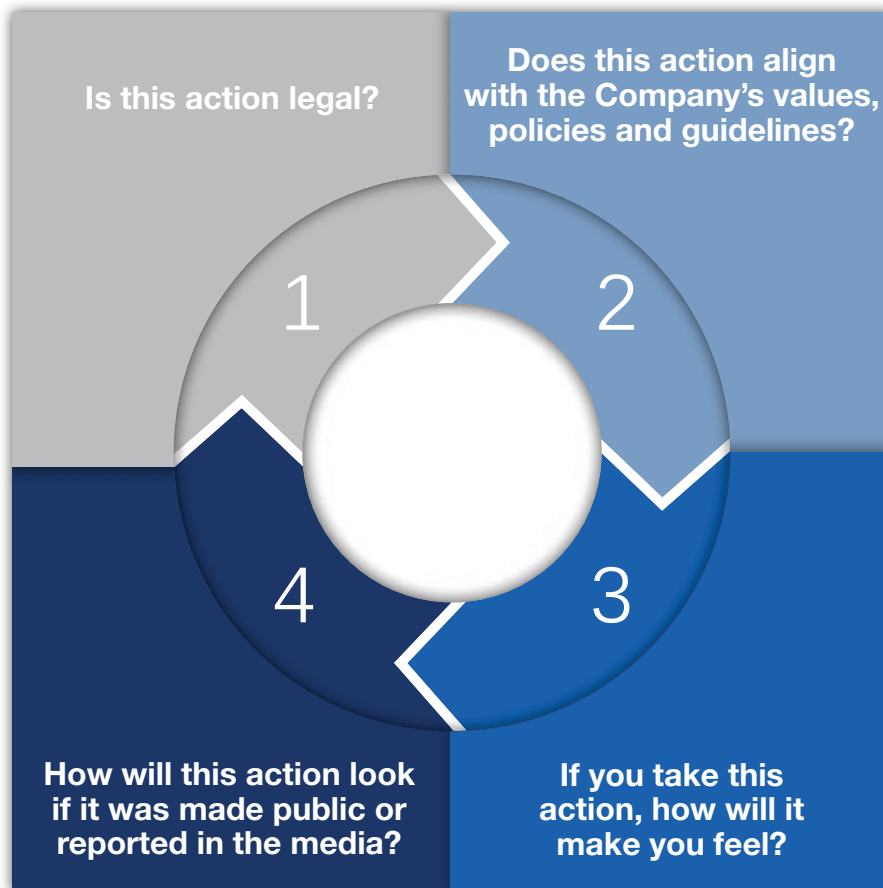 Is this action legal?
Does this action align
with the Company’s values,
policies and guidelines?
1
2
3
4
If you take this
action, how will it
make you feel?
How will this action look
if it was made public or
reported in the media?